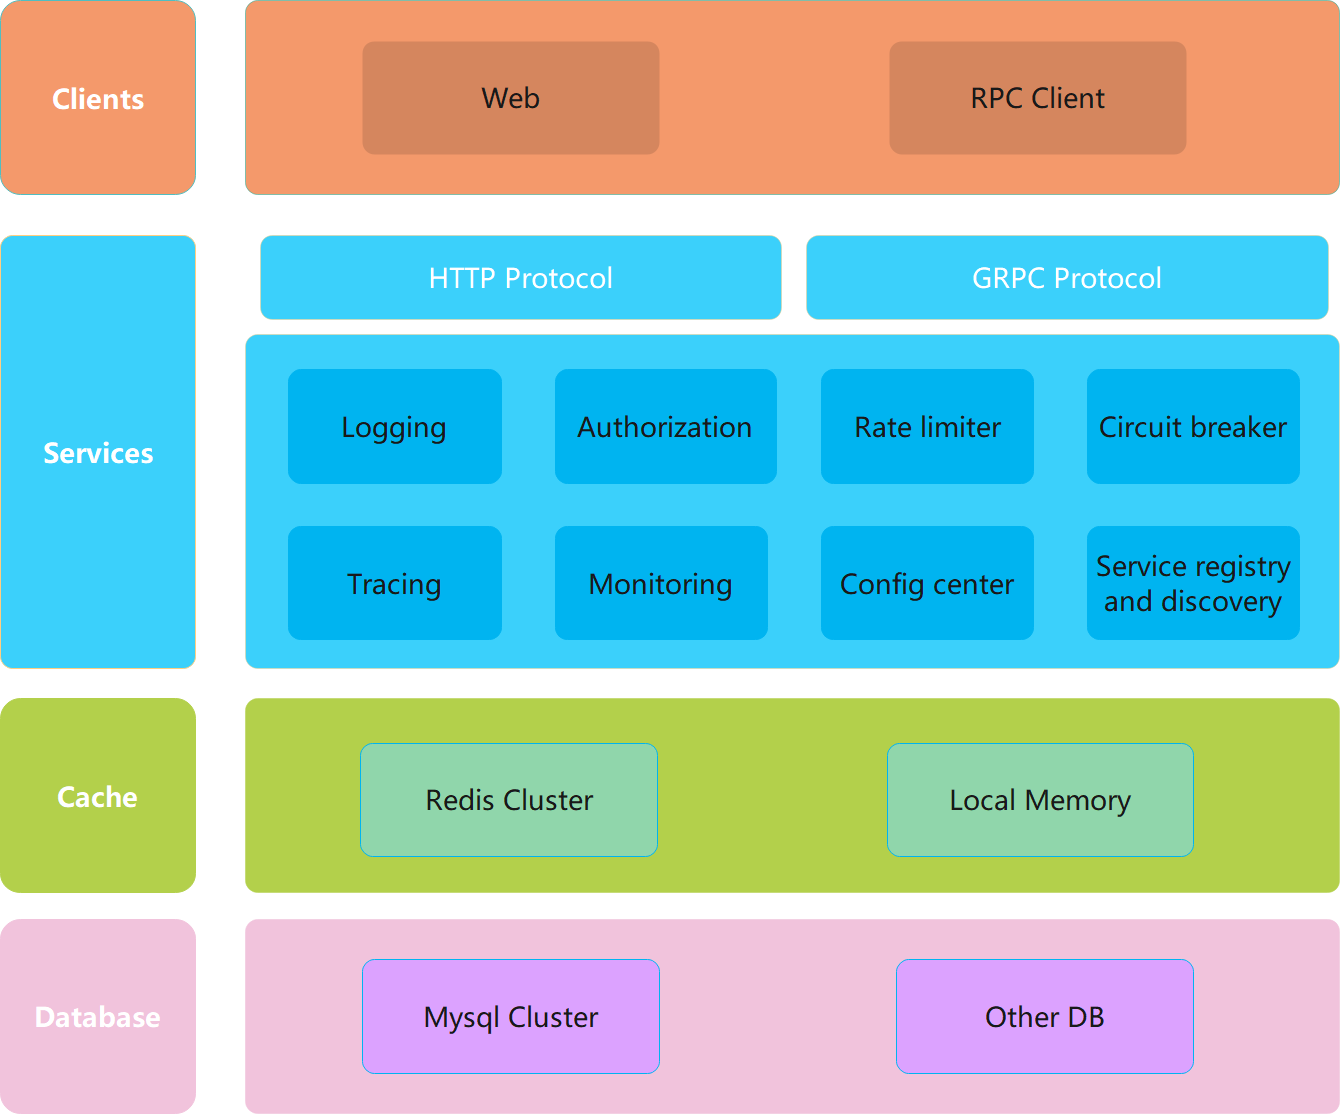 Clients
Web
RPC Client
HTTP Protocol
GRPC Protocol
Services
Logging
Authorization
Rate limiter
Circuit breaker
Tracing
Monitoring
Config center
Service registry
and discovery
Cache
Redis Cluster
Local Memory
Database
Mysql Cluster
Other DB